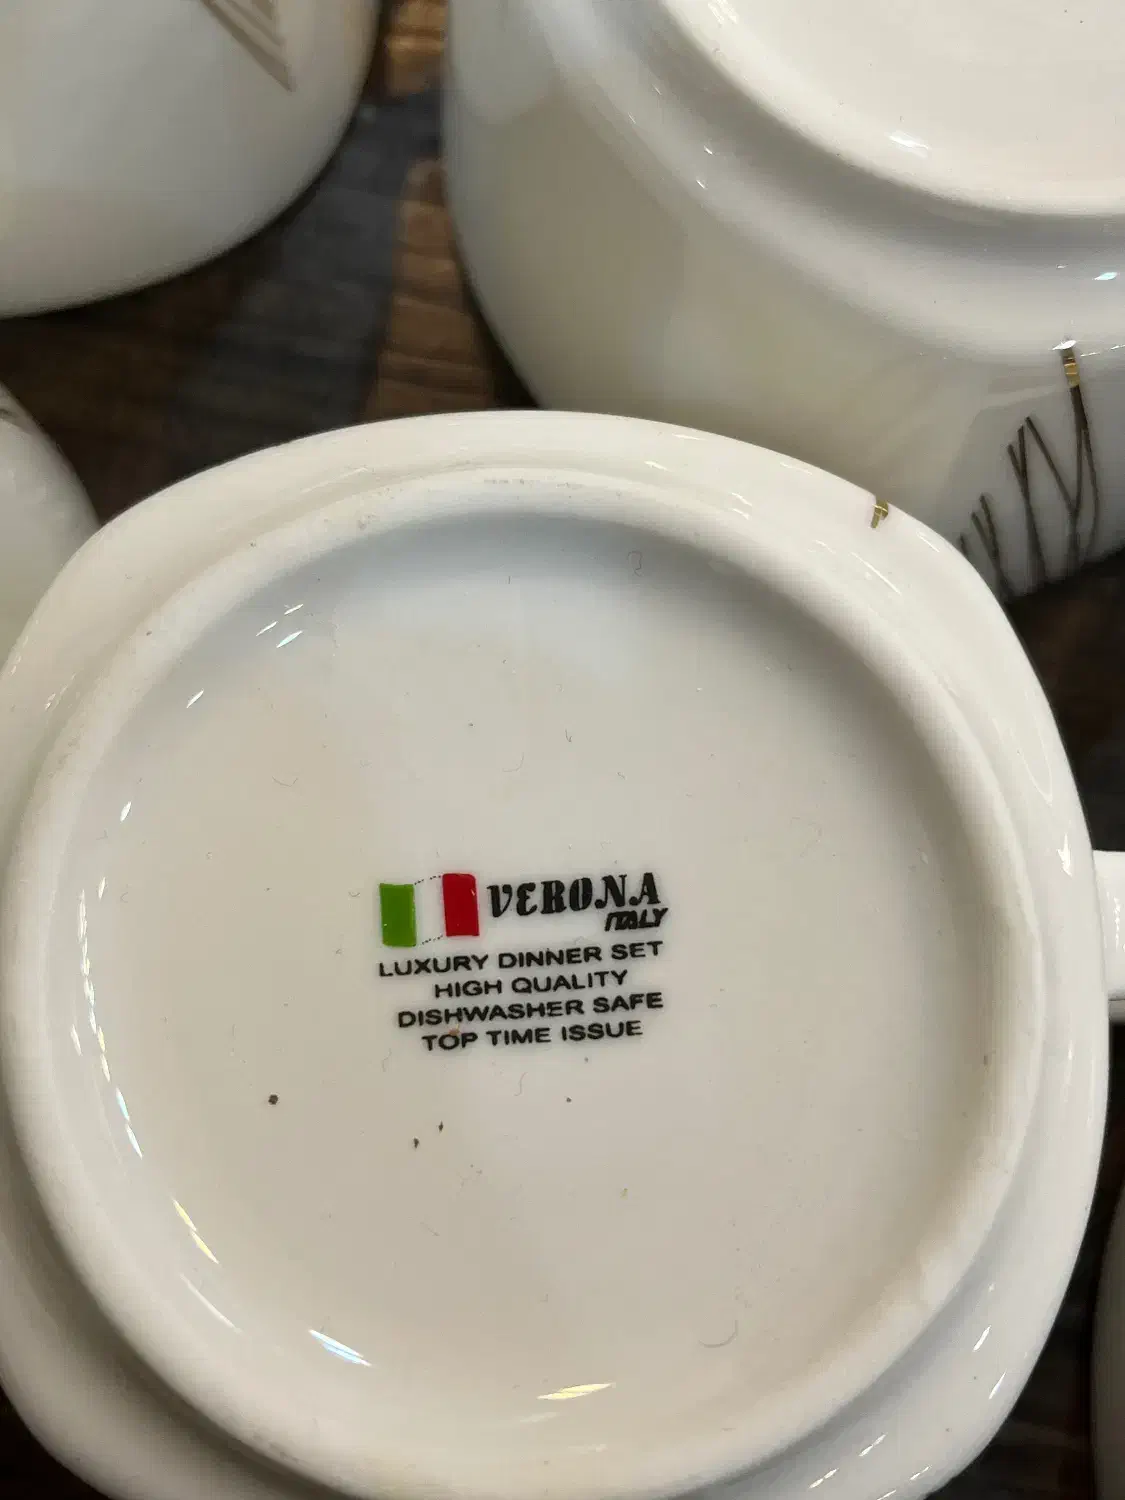 VERONA
ITALY
LUXURY DINNER SET
HIGH QUALITY
DISHWASHER SAFE
TOP TIME ISSUE